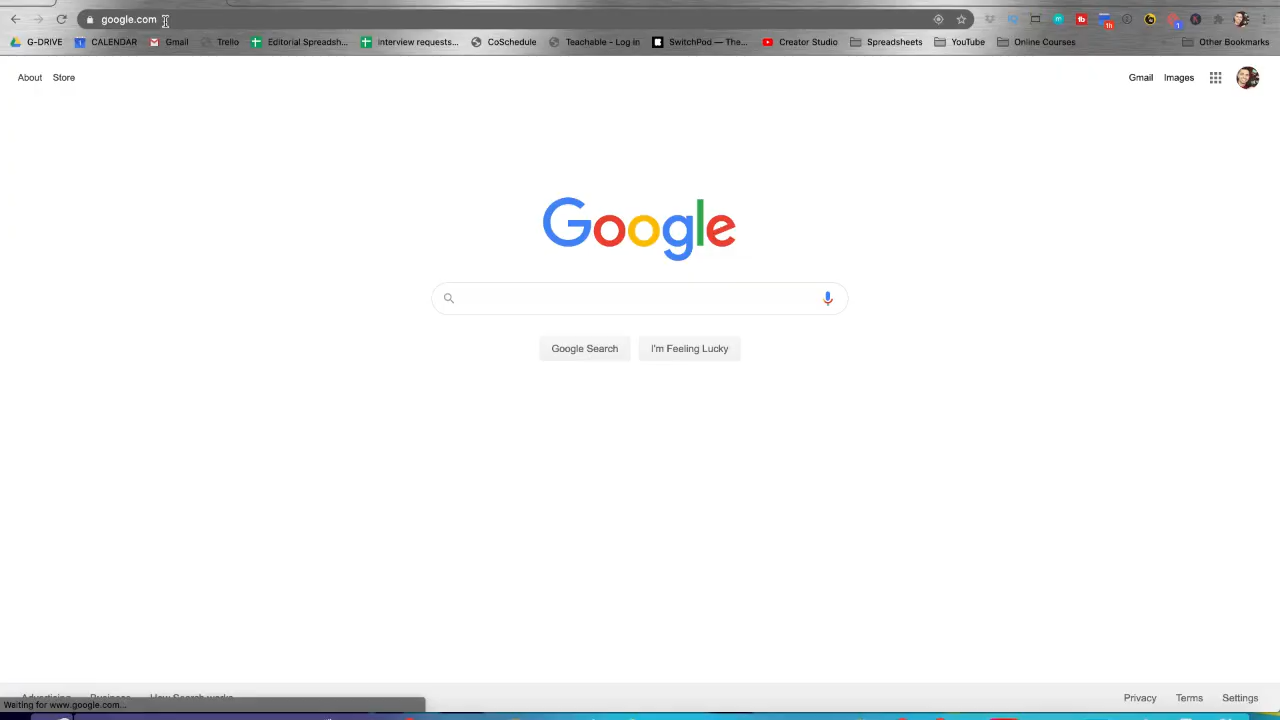 google.com
G-DRIVE CALENDAR Gmail Trello Editorial Spreadsh... interview requests... CoSchedule Teachable - Log in SwitchPod — The... Creator Studio Spreadsheets YouTube Online Courses Other Bookmarks
1h 1
About Store Gmail Images
Google
Google Search I'm Feeling Lucky
Advertising Business How Search works Privacy Terms Settings
Waiting for www.google.com...